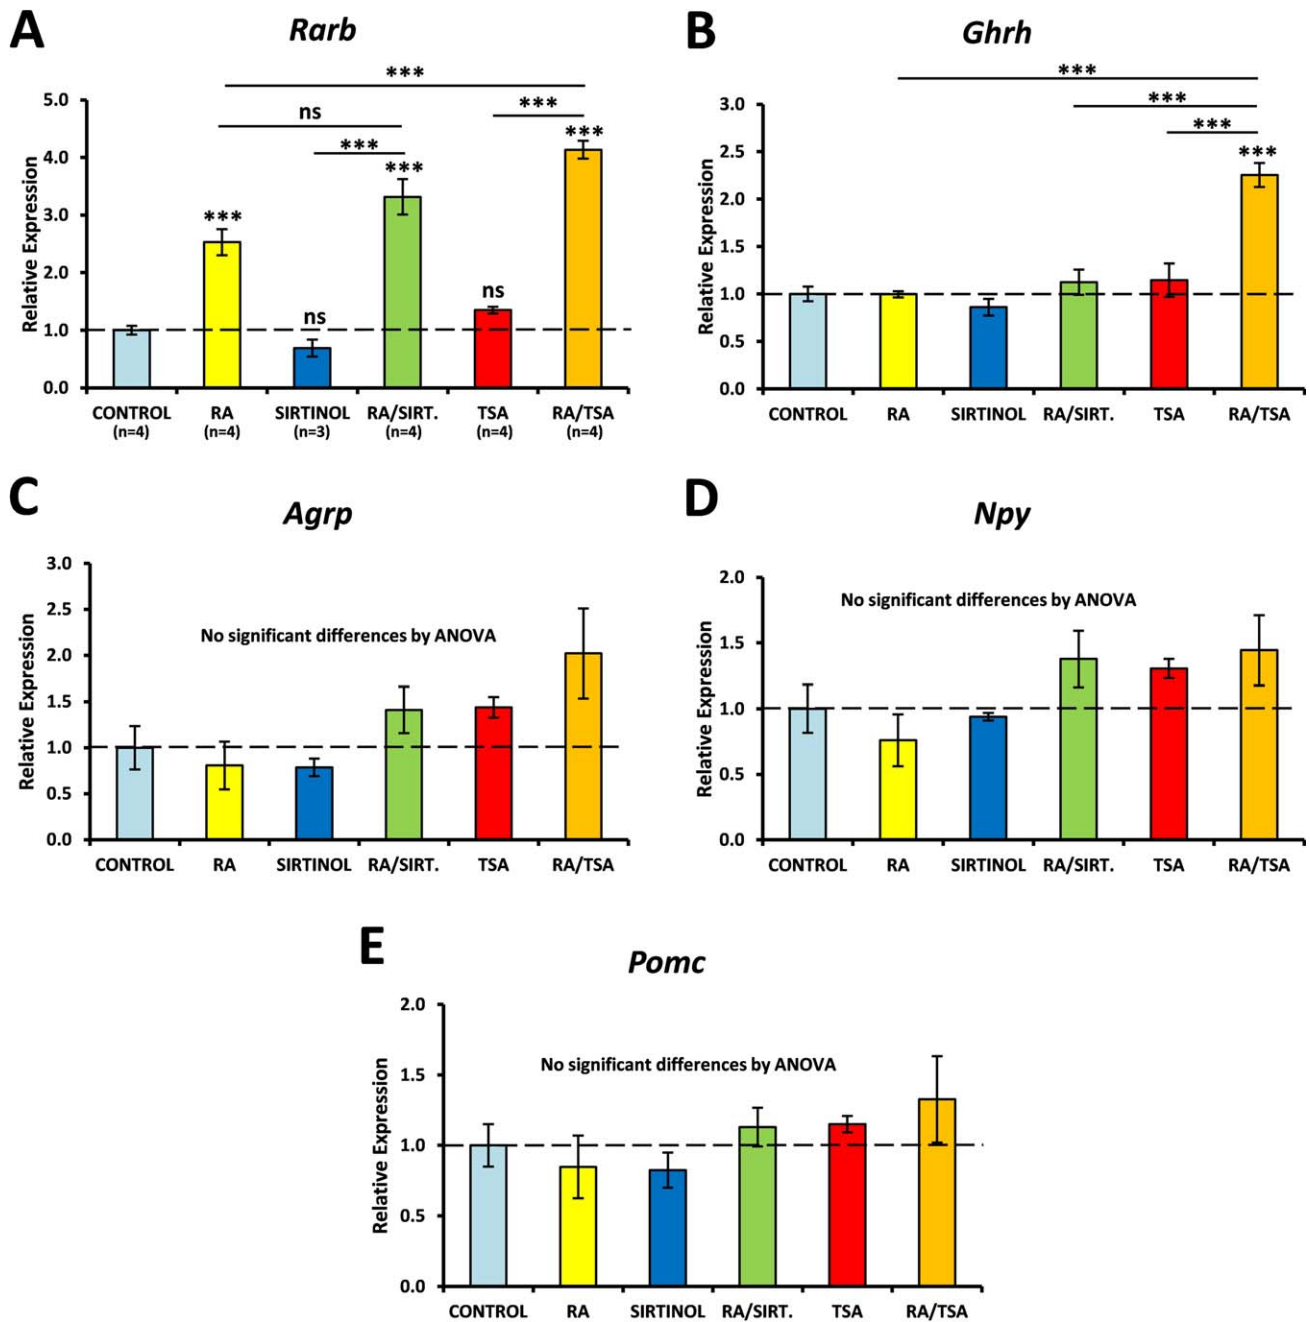 A
Rarb
***
ns
***
***
***
***
***
ns
ns
Relative Expression
5.0
4.0
3.0
2.0
1.0
0.0
CONTROL RA SIRTINOL RA/SIRT. TSA RA/TSA
(n=4) (n=4) (n=3) (n=4) (n=4) (n=4)
B
Ghrh
***
***
***
***
Relative Expression
3.0
2.5
2.0
1.5
1.0
0.5
0.0
CONTROL RA SIRTINOL RA/SIRT. TSA RA/TSA
C
Agrp
No significant differences by ANOVA
Relative Expression
3.0
2.5
2.0
1.5
1.0
0.5
0.0
CONTROL RA SIRTINOL RA/SIRT. TSA RA/TSA
D
Npy
No significant differences by ANOVA
Relative Expression
2.0
1.5
1.0
0.5
0.0
CONTROL RA SIRTINOL RA/SIRT. TSA RA/TSA
E
Pomc
No significant differences by ANOVA
Relative Expression
2.0
1.5
1.0
0.5
0.0
CONTROL RA SIRTINOL RA/SIRT. TSA RA/TSA